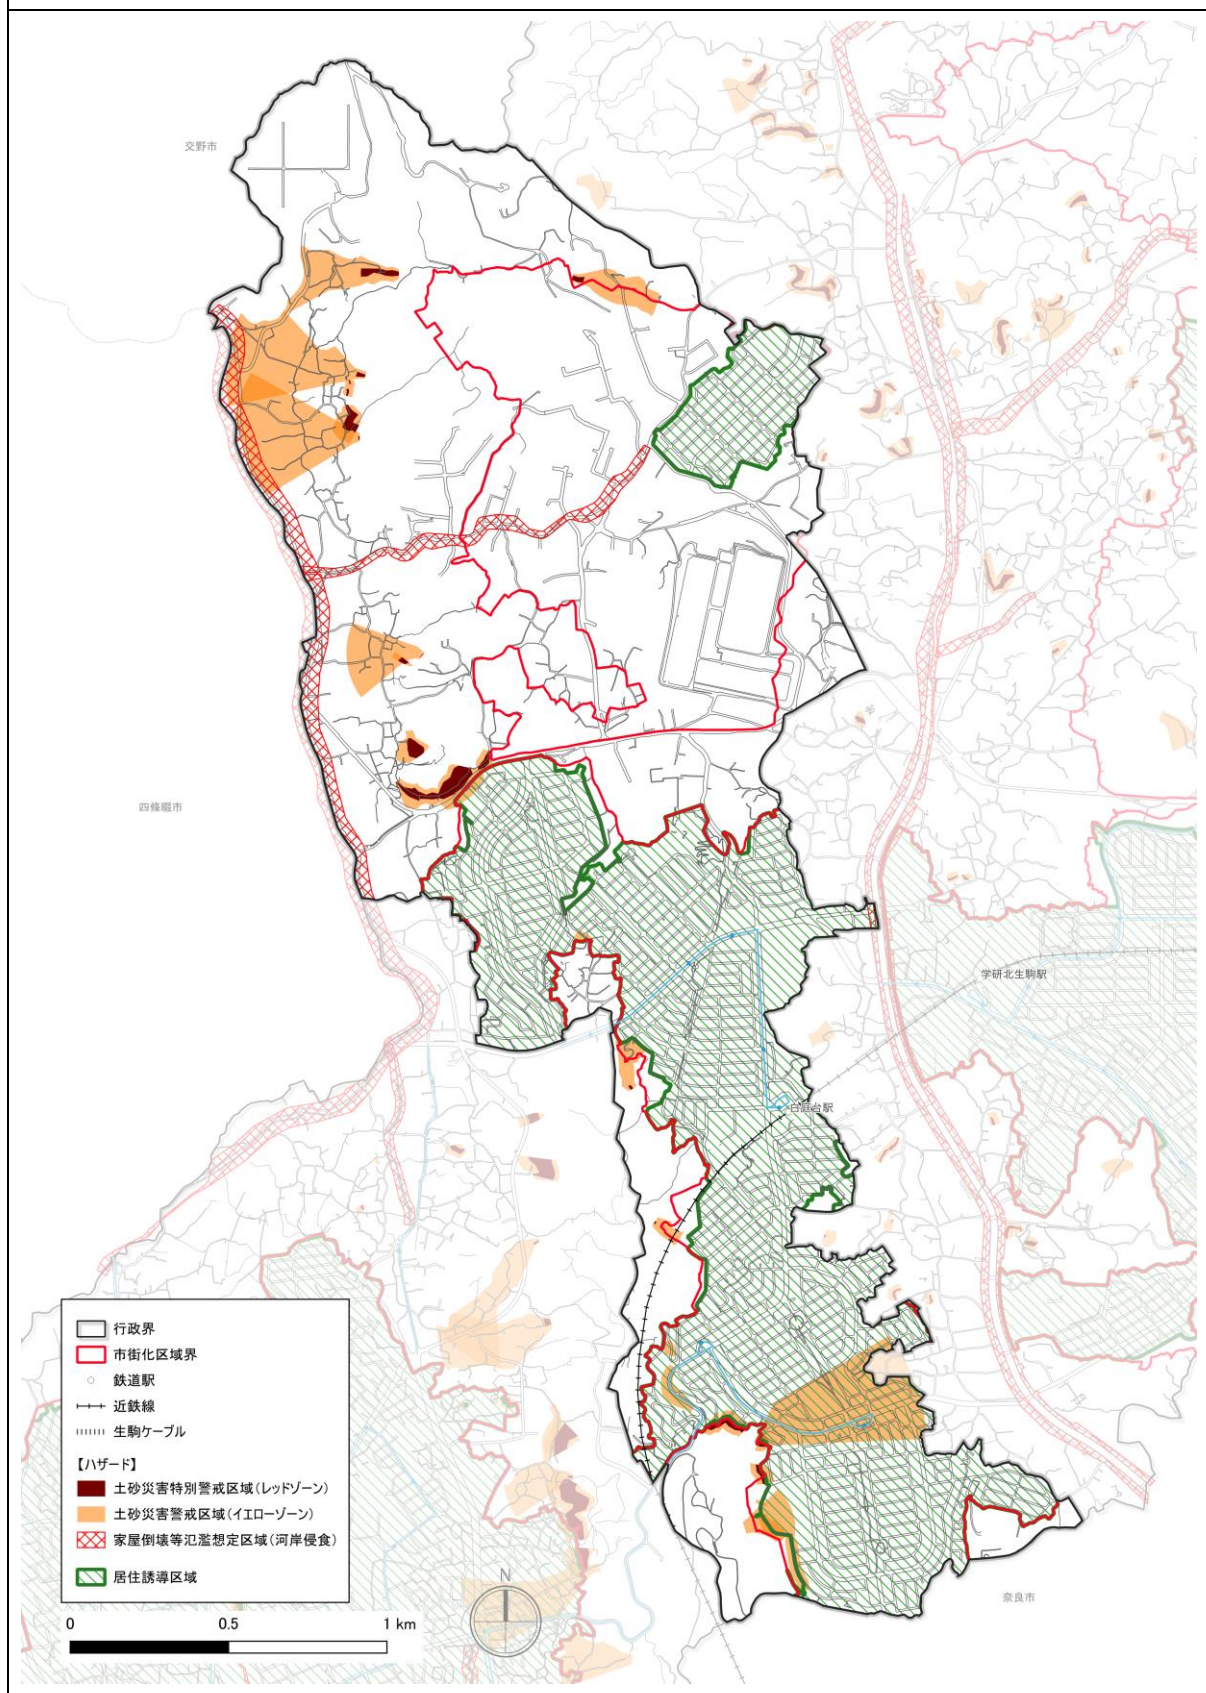 交野市
四條畷市
学研北生駒駅
白庭台駅
行政界
市街化区域界
鉄道駅
近鉄線
生駒ケーブル
【ハザード】
土砂災害特別警戒区域(レッドゾーン)
土砂災害警戒区域(イエローゾーン)
家屋倒壊等氾濫想定区域(河岸侵食)
居住誘導区域
奈良市
N
0 0.5 1 km